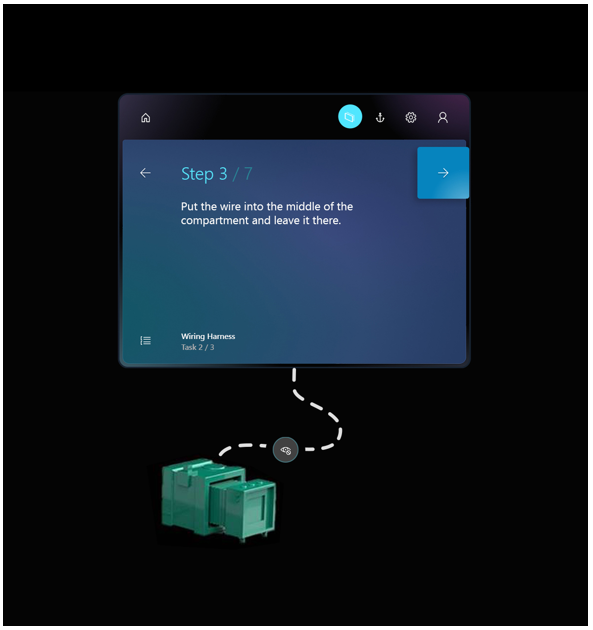 Step 3 / 7
Put the wire into the middle of the
compartment and leave it there.
Wiring Harness
Task 2 / 3